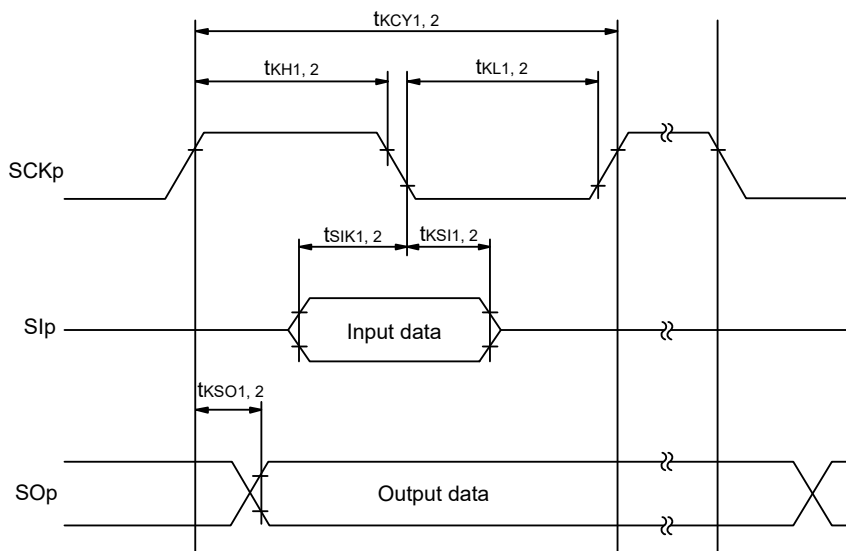 tKCY1, 2
tKH1, 2
tKL1, 2
SCKp
tSIK1, 2
tKSI1, 2
SIp
Input data
tKSO1, 2
SOp
Output data